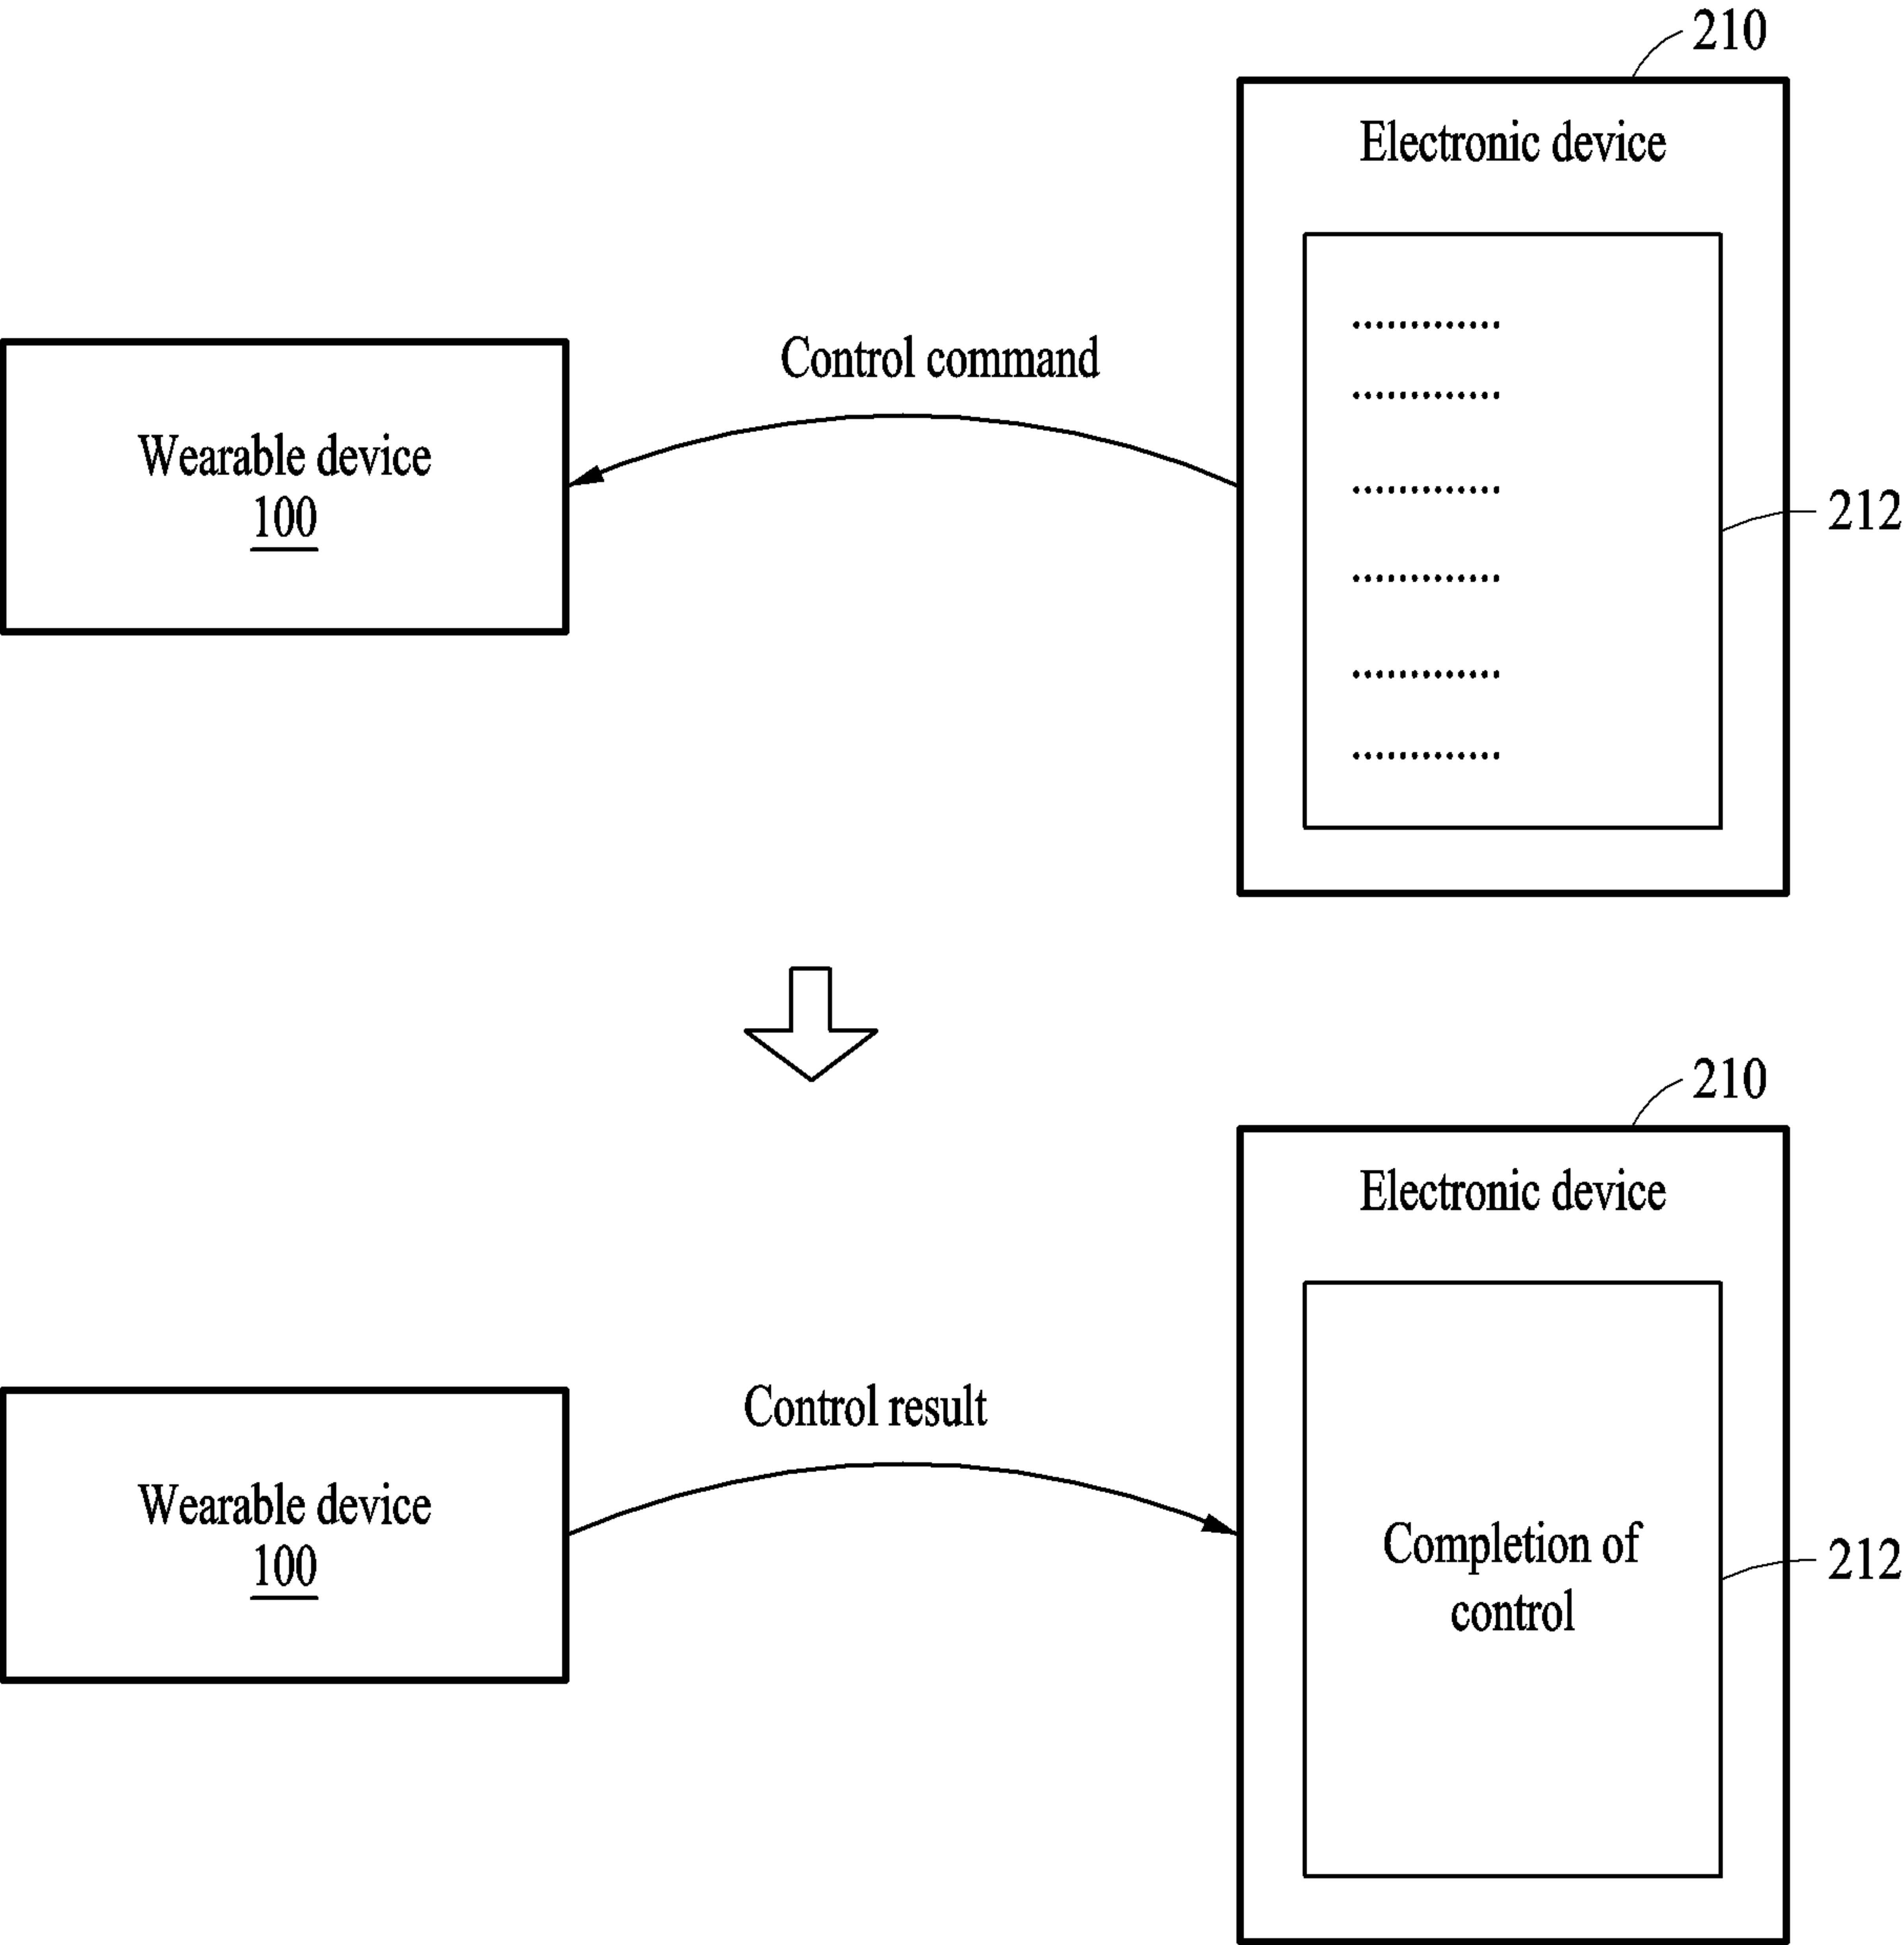 210
Electronic device
Control command
Wearable device
100
.............
.............
.............
212
.............
.............
.............
210
Electronic device
Control result
Wearable device
100
Completion of
control
212